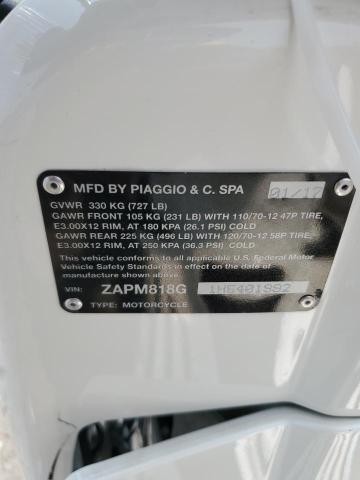 MFD BY PIAGGIO & C. SPA 01/17
GVWR 330 KG (727 LB)
GAWR FRONT 105 KG (231 LB) WITH 110/70-12 47P TIRE,
E3.00X12 RIM, AT 180 KPA (26.1 PSI) COLD
GAWR REAR 225 KG (496 LB) WITH 120/70-12 58P TIRE,
E3.00X12 RIM, AT 250 KPA (36.3 PSI) COLD
This vehicle conforms to all applicable U.S. Federal Motor
Vehicle Safety Standards in effect on the date of
manufacture shown above.
VIN: ZAPM818G
TYPE: MOTORCYCLE